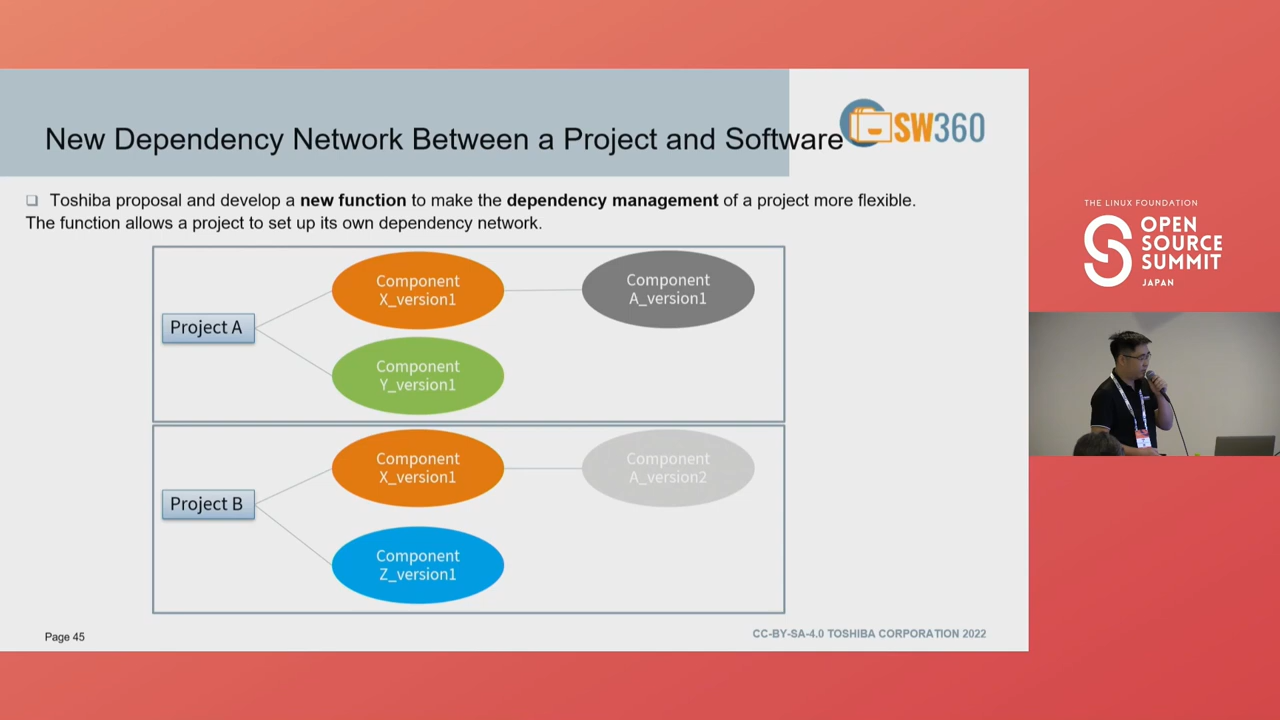 New Dependency Network Between a Project and Software
SW360
Toshiba proposal and develop a new function to make the dependency management of a project more flexible.
The function allows a project to set up its own dependency network.
Project A
Component
X_version1
Component
A_version1
Component
Y_version1
Project B
Component
X_version1
Component
A_version2
Component
Z_version1
Page 45
CC-BY-SA-4.0 TOSHIBA CORPORATION 2022
THE LINUX FOUNDATION
OPEN
SOURCE
SUMMIT
JAPAN